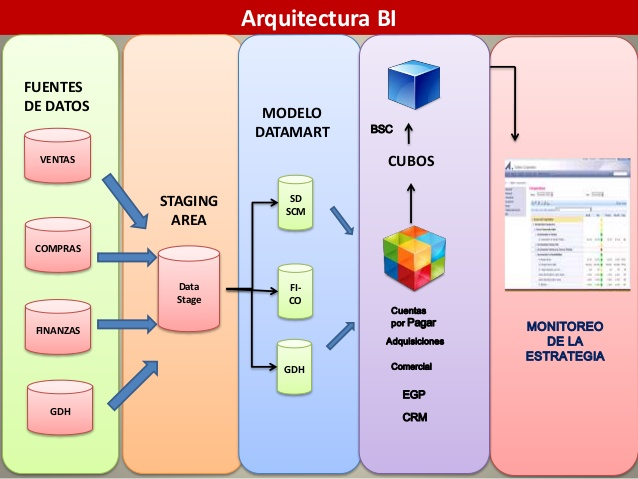 Arquitectura BI
FUENTES
DE DATOS
VENTAS
COMPRAS
FINANZAS
GDH
STAGING
AREA
Data
Stage
MODELO
DATAMART
SD
SCM
FI-
CO
GDH
BSC
CUBOS
Cuentas
por Pagar
Adquisiciones
Comercial
EGP
CRM
MONITOREO
DE LA
ESTRATEGIA